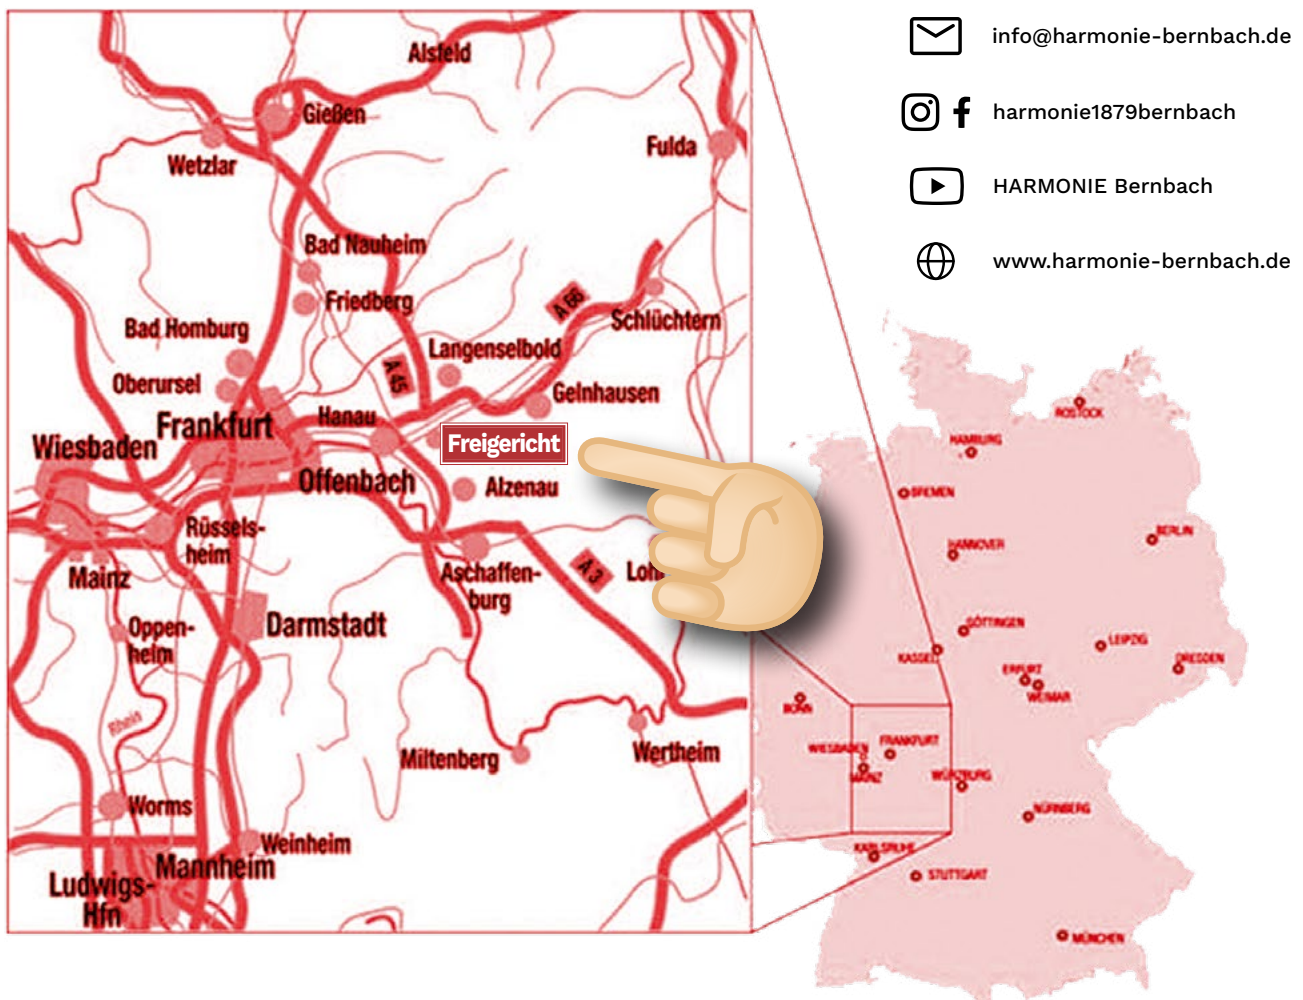 info@harmonie-bernbach.de
harmonie1879bernbach
HARMONIE Bernbach
www.harmonie-bernbach.de
Alsfeld
Gießen
Wetzlar
Fulda
Bad Nauheim
Friedberg
A 66
Schlüchtern
Bad Homburg
Langenselbold
A 45
Oberursel
Gelnhausen
Hanau
Frankfurt
Wiesbaden
Freigericht
Offenbach
Alzenau
Rüssels-
heim
Mainz
Aschaffen-
burg
A 3
Loh
Oppen-
heim
Darmstadt
Rhein
Miltenberg
Wertheim
Worms
Weinheim
Mannheim
Ludwigs-
Hfn
ROSTOCK
HAMBURG
BREMEN
BERLIN
HANNOVER
GÖTTINGEN
LEIPZIG
KASSEL
DRESDEN
ERFURT
WEIMAR
BONN
FRANKFURT
WIESBADEN
MAINZ
WÜRZBURG
NÜRNBERG
KARLSRUHE
STUTTGART
MÜNCHEN